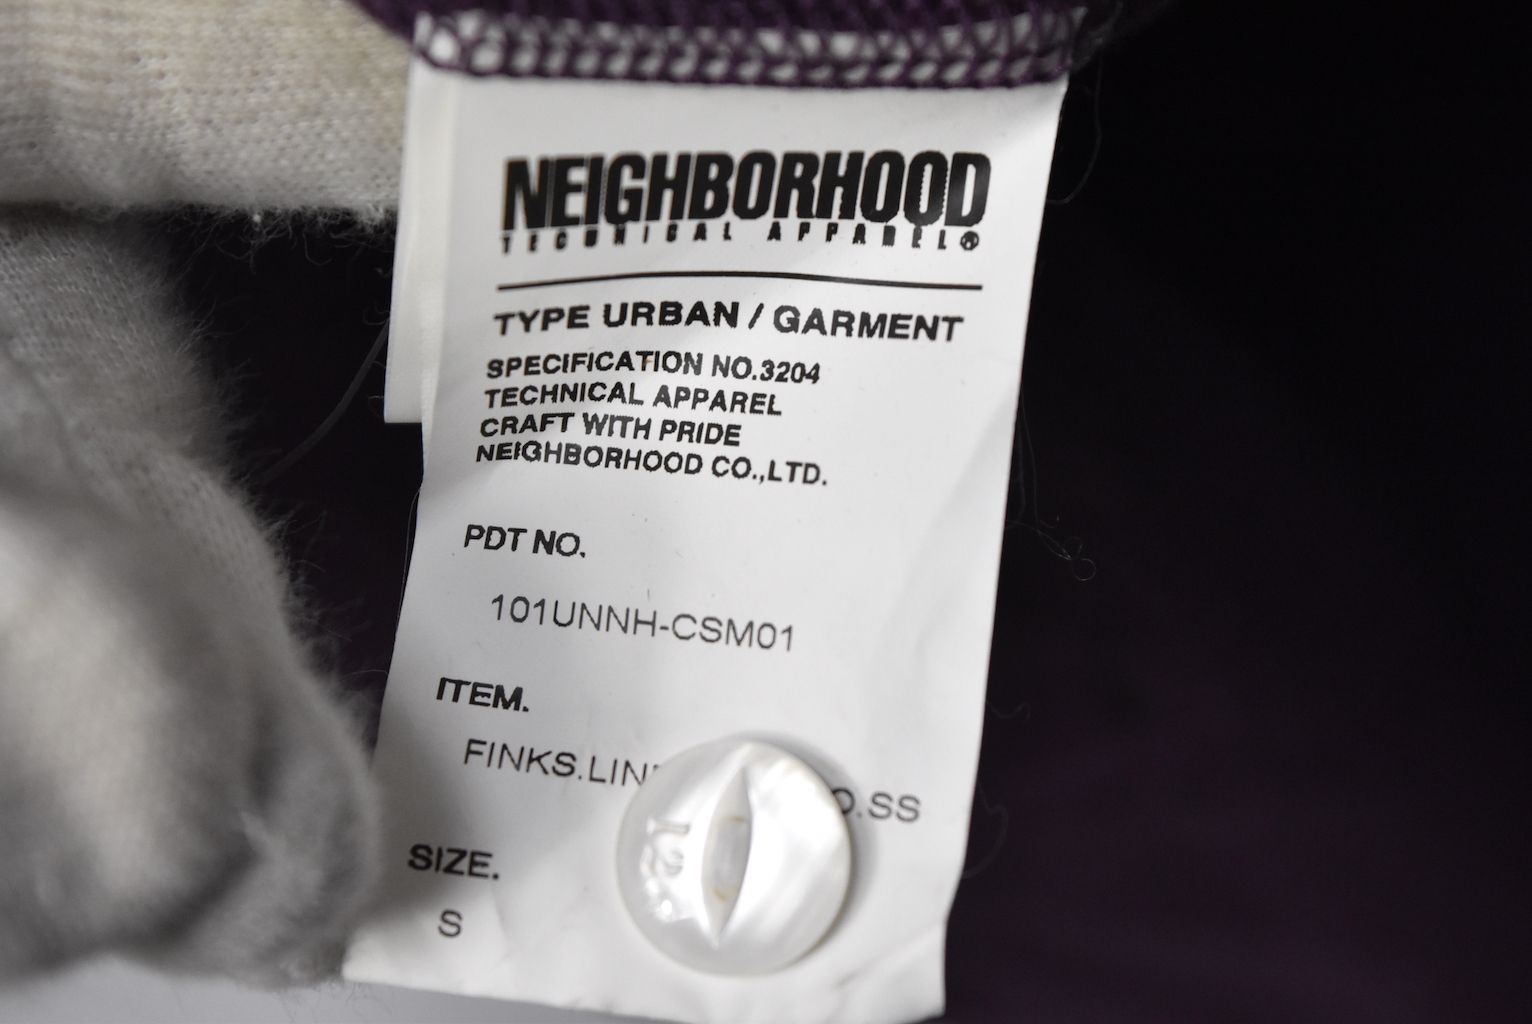 NEIGHBORHOOD
TECHNICAL APPAREL®
TYPE URBAN / GARMENT
SPECIFICATION NO.3204
TECHNICAL APPAREL
CRAFT WITH PRIDE
NEIGHBORHOOD CO.,LTD.
PDT NO.
101UNNH-CSM01
ITEM.
FINKS.LIN O.SS
SIZE.
S